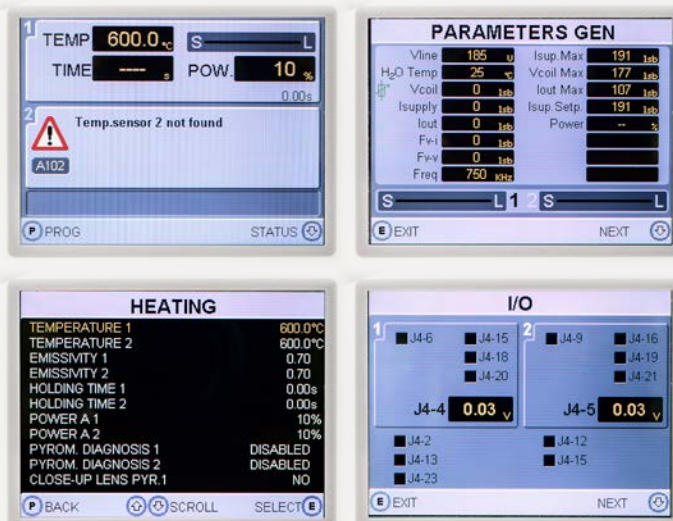 1
TEMP 600.0 °C S L
TIME ---- s POW. 10 %
0.00s
2
Temp.sensor 2 not found
A102
P PROG STATUS
PARAMETERS GEN
Vline 185 v Isup.Max 191 lsb
H2O Temp 25 °C Vcoil Max 177 lsb
Vcoil 0 lsb Iout Max 107 lsb
Isupply 0 lsb Isup.Setp. 191 lsb
Iout 0 lsb Power -- %
Fv-i 0 lsb
Fv-v 0 lsb
Freq 750 KHz
S L 1 2 S L
E EXIT NEXT
HEATING
TEMPERATURE 1 600.0°C
TEMPERATURE 2 600.0°C
EMISSIVITY 1 0.70
EMISSIVITY 2 0.70
HOLDING TIME 1 0.00s
HOLDING TIME 2 0.00s
POWER A 1 10%
POWER A 2 10%
PYROM. DIAGNOSIS 1 DISABLED
PYROM. DIAGNOSIS 2 DISABLED
CLOSE-UP LENS PYR.1 NO
P BACK SCROLL SELECT E
I/O
1 J4-6 J4-15 2 J4-9 J4-16
J4-18 J4-19
J4-20 J4-21
J4-4 0.03 V J4-5 0.03 V
J4-2 J4-12
J4-13 J4-15
J4-23
E EXIT NEXT